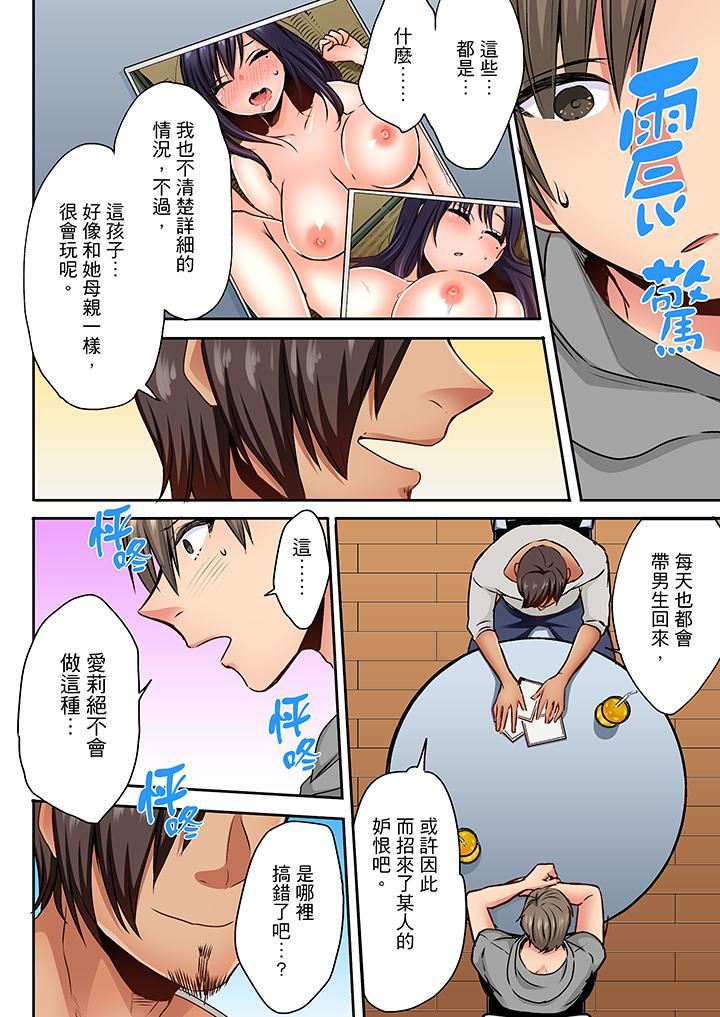 震
驚
這些…
都是…
什麼……
我也不清楚詳細的
情況，不過，
這孩子…
好像和她母親一樣，
很會玩呢。
每天也都會
帶男生回來，
或許因此
而招來了某人的
妒恨吧。
怦咚
這……
愛莉絕不會
做這種…
怦咚
怦咚
是哪裡
搞錯了吧…？